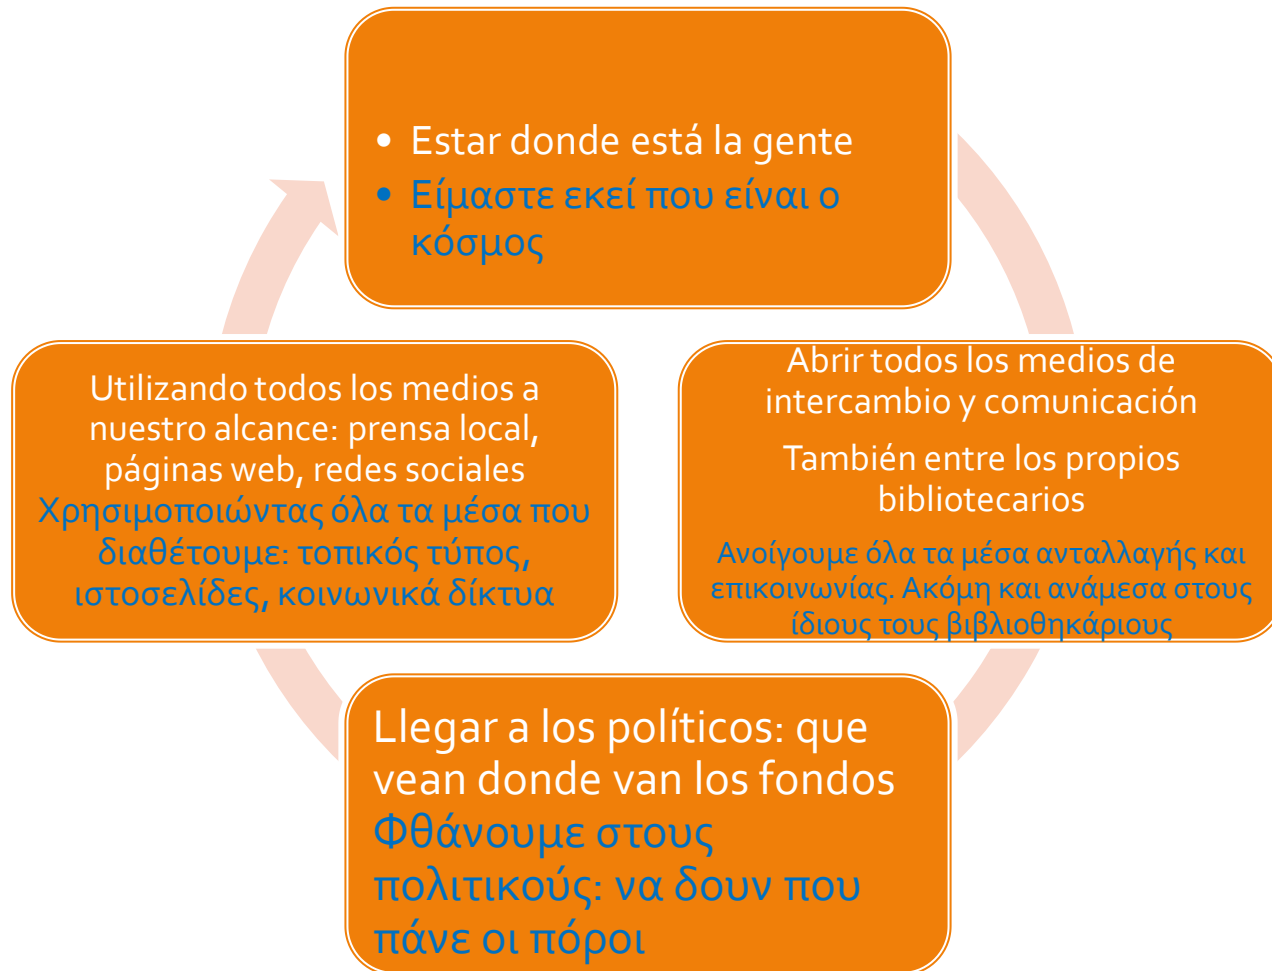 • Estar donde está la gente
• Είμαστε εκεί που είναι ο
κόσμος
Utilizando todos los medios a
nuestro alcance: prensa local,
páginas web, redes sociales
Χρησιμοποιώντας όλα τα μέσα που
διαθέτουμε: τοπικός τύπος,
ιστοσελίδες, κοινωνικά δίκτυα
Abrir todos los medios de
intercambio y comunicación
También entre los propios
bibliotecarios
Ανοίγουμε όλα τα μέσα ανταλλαγής και
επικοινωνίας. Ακόμη και ανάμεσα στους
ίδιους τους βιβλιοθηκάριους
Llegar a los políticos: que
vean donde van los fondos
Φθάνουμε στους
πολιτικούς: να δουν που
πάνε οι πόροι